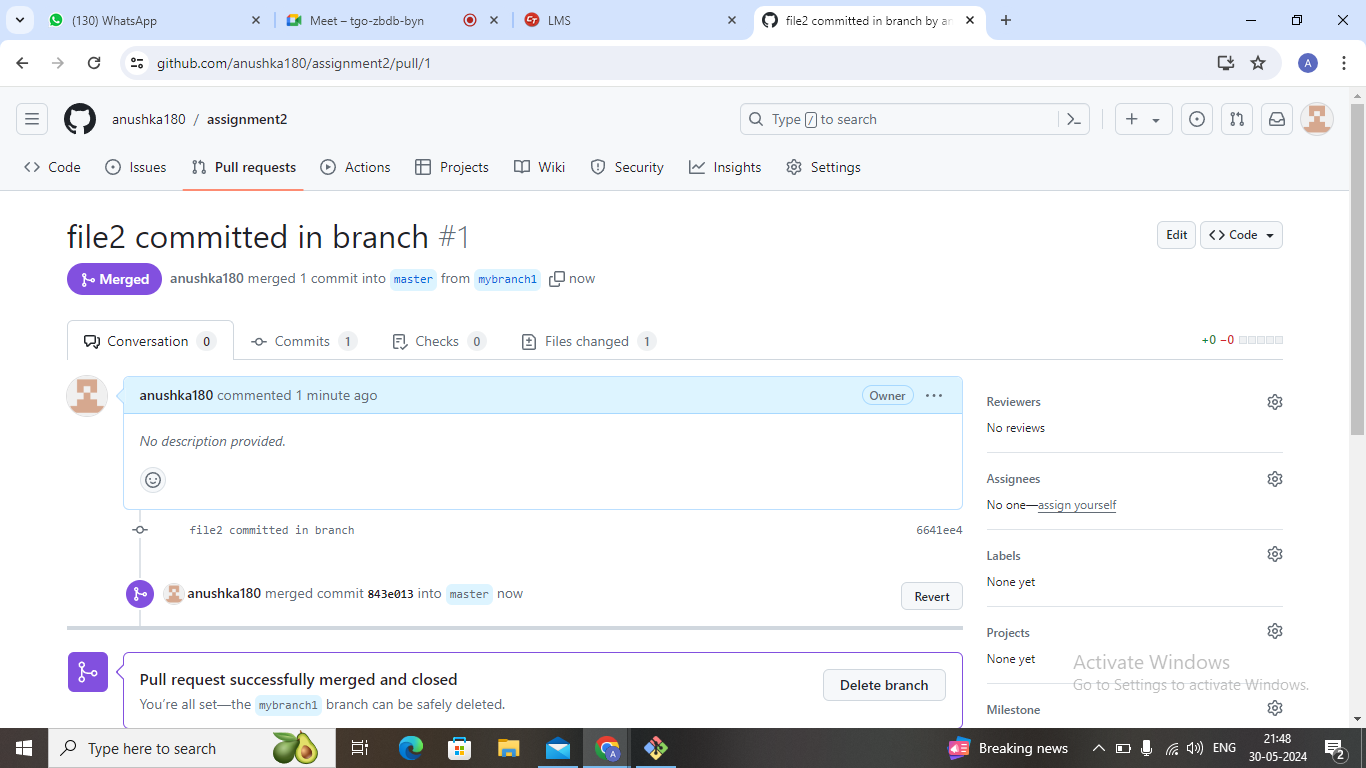 (130) WhatsApp
Meet – tgo-zbdb-byn
LMS
file2 committed in branch by an
github.com/anushka180/assignment2/pull/1
A
anushka180 / assignment2
Type / to search
Code
Issues
Pull requests
Actions
Projects
Wiki
Security
Insights
Settings
file2 committed in branch #1
Edit
Code
Merged
anushka180 merged 1 commit into master from mybranch1 now
Conversation 0
Commits 1
Checks 0
Files changed 1
+0 −0
anushka180 commented 1 minute ago
Owner
No description provided.
file2 committed in branch
6641ee4
anushka180 merged commit 843e013 into master now
Revert
Pull request successfully merged and closed
You're all set—the mybranch1 branch can be safely deleted.
Delete branch
Reviewers
No reviews
Assignees
No one—assign yourself
Labels
None yet
Projects
None yet
Milestone
Activate Windows
Go to Settings to activate Windows.
Type here to search
A
Breaking news
ENG
21:48
30-05-2024
2